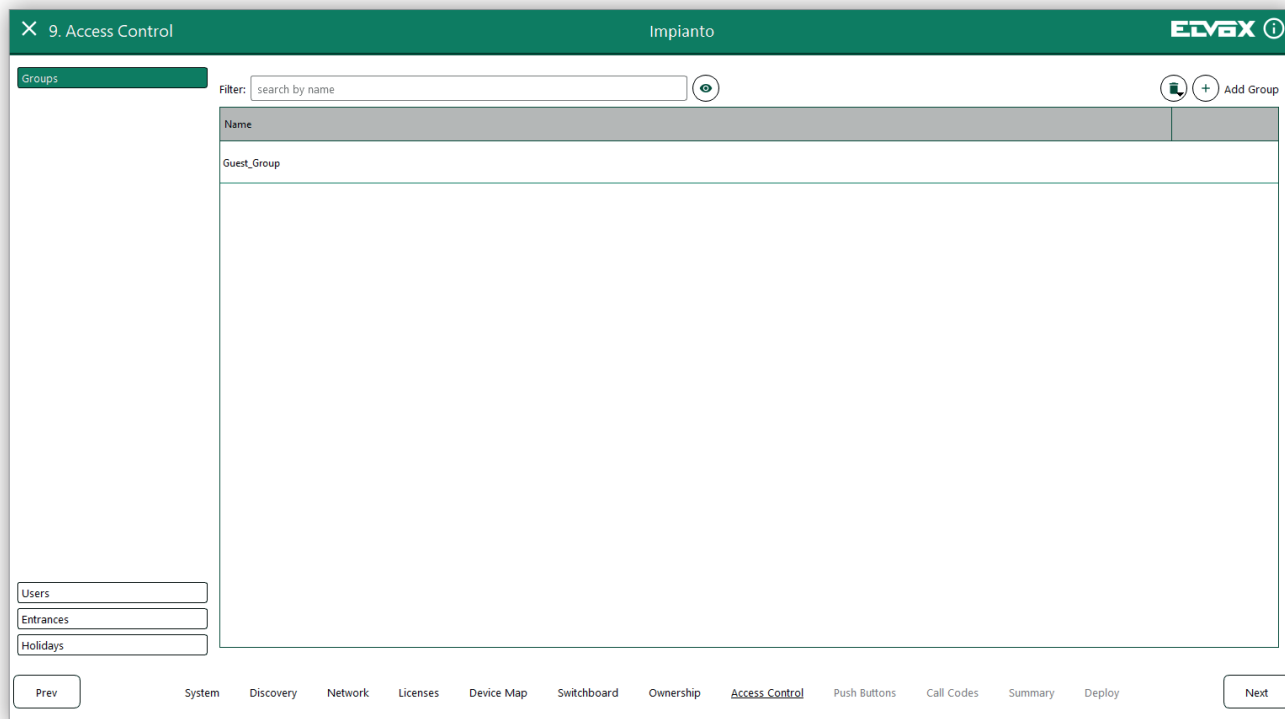 9. Access Control
Impianto
ELVOX
Groups
Filter:
search by name
Add Group
Name
Guest_Group
Users
Entrances
Holidays
Prev
System
Discovery
Network
Licenses
Device Map
Switchboard
Ownership
Access Control
Push Buttons
Call Codes
Summary
Deploy
Next